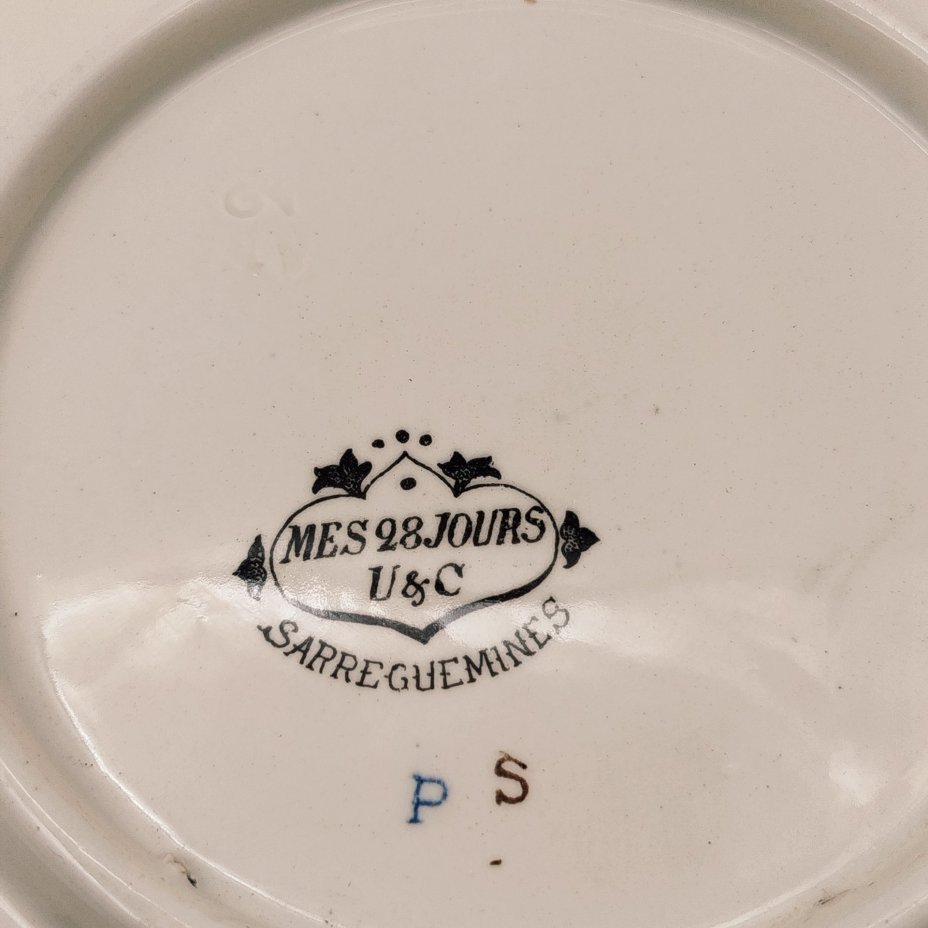 MES 28 JOURS
U & C
SARREGUEMINES
P S